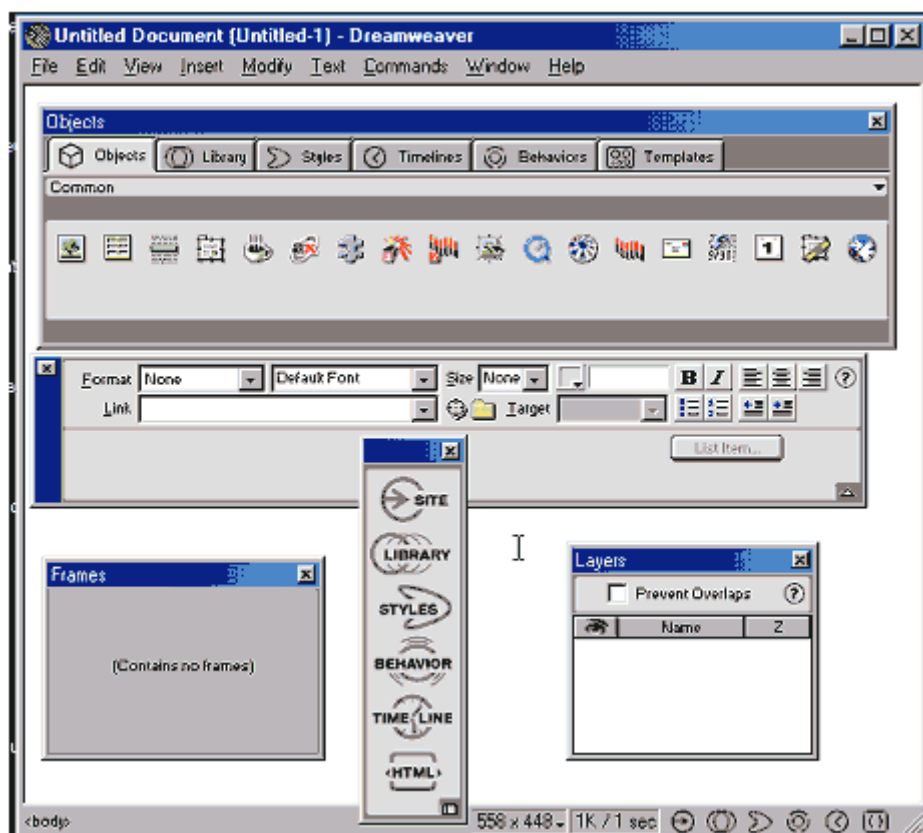 Untitled Document (Untitled-1) - Dreamweaver
File Edit View Insert Modify Text Commands Window Help
Objects
Objects Library Styles Timelines Behaviors Templates
Common
Format None Default Font Size None B I
Link Target
List Item...
SITE
LIBRARY
STYLES
BEHAVIOR
TIMELINE
<HTML>
Frames
(Contains no frames)
Layers
Prevent Overlaps
Name Z
<body> 558 x 448 1K / 1 sec